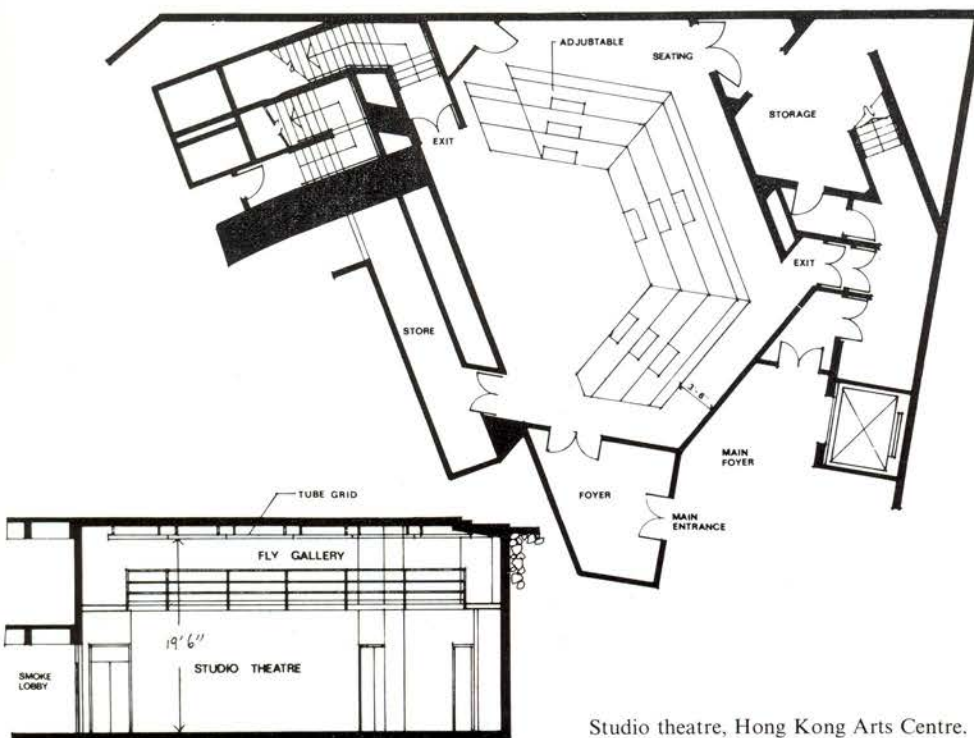 ADJUBTABLE
SEATING
STORAGE
EXIT
EXIT
STORE
3'-6"
MAIN
FOYER
FOYER
MAIN
ENTRANCE
TUBE GRID
FLY GALLERY
19'6"
STUDIO THEATRE
SMOKE
LOBBY
Studio theatre, Hong Kong Arts Centre.